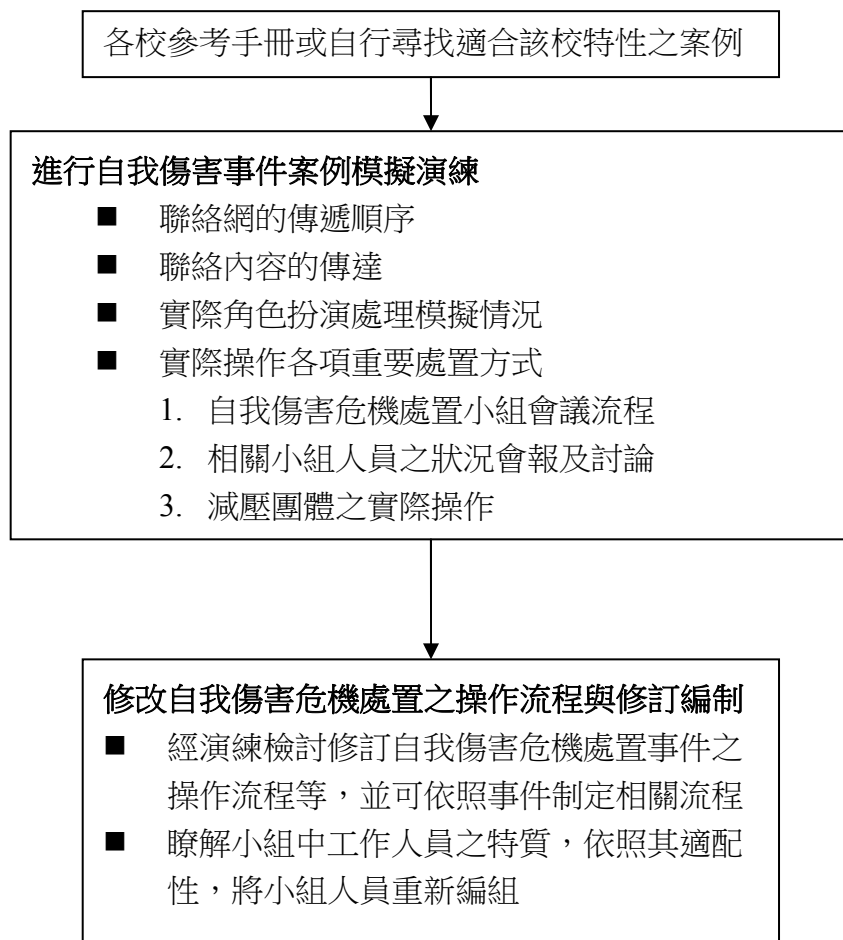 各校參考手冊或自行尋找適合該校特性之案例
進行自我傷害事件案例模擬演練
■ 聯絡網的傳遞順序
■ 聯絡內容的傳達
■ 實際角色扮演處理模擬情況
■ 實際操作各項重要處置方式
1. 自我傷害危機處置小組會議流程
2. 相關小組人員之狀況會報及討論
3. 減壓團體之實際操作
修改自我傷害危機處置之操作流程與修訂編制
■ 經演練檢討修訂自我傷害危機處置事件之
操作流程等，並可依照事件制定相關流程
■ 瞭解小組中工作人員之特質，依照其適配
性，將小組人員重新編組